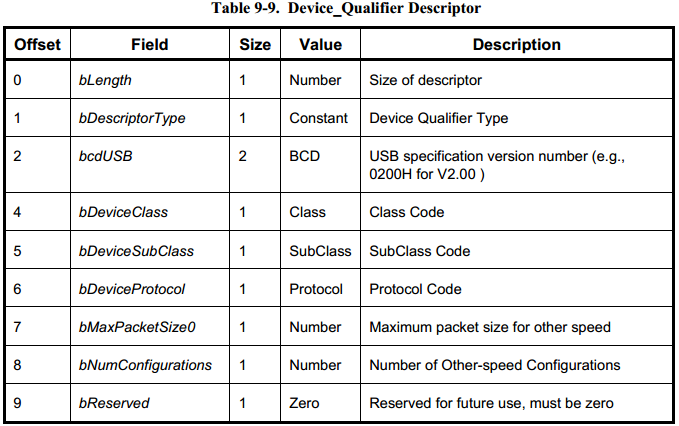 Table 9-9. Device_Qualifier Descriptor
Offset Field Size Value Description
0 bLength 1 Number Size of descriptor
1 bDescriptorType 1 Constant Device Qualifier Type
2 bcdUSB 2 BCD USB specification version number (e.g.,
0200H for V2.00 )
4 bDeviceClass 1 Class Class Code
5 bDeviceSubClass 1 SubClass SubClass Code
6 bDeviceProtocol 1 Protocol Protocol Code
7 bMaxPacketSize0 1 Number Maximum packet size for other speed
8 bNumConfigurations 1 Number Number of Other-speed Configurations
9 bReserved 1 Zero Reserved for future use, must be zero